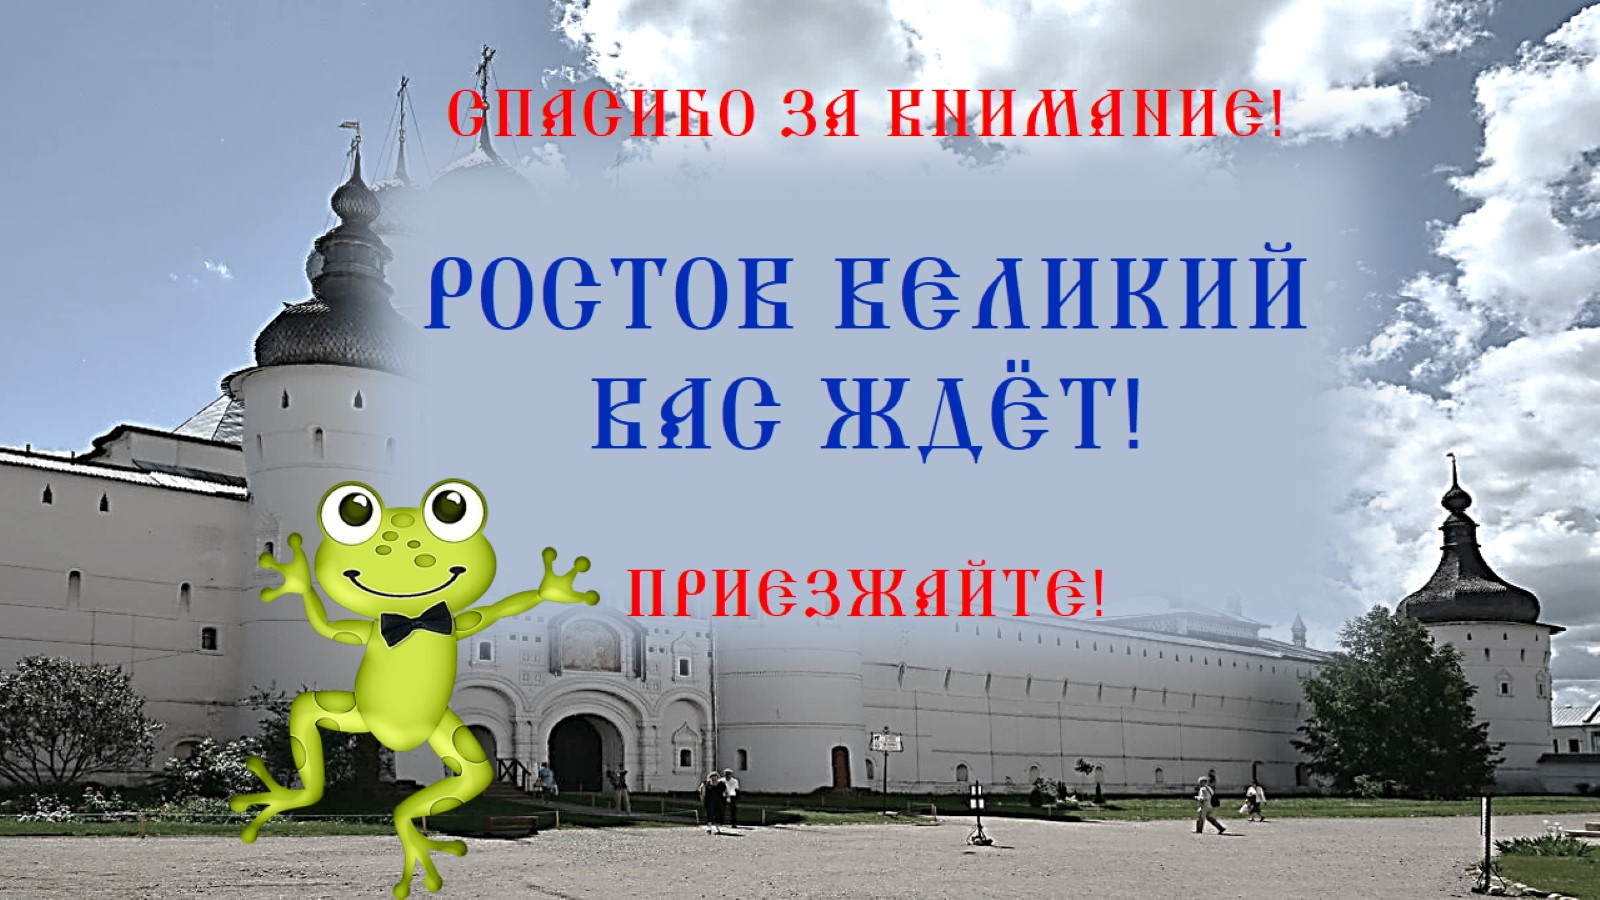 СПАСИБО ЗА ВНИМАНИЕ!
РОСТОВ ВЕЛИКИЙ
ВАС ЖДЁТ!
ПРИЕЗЖАЙТЕ!